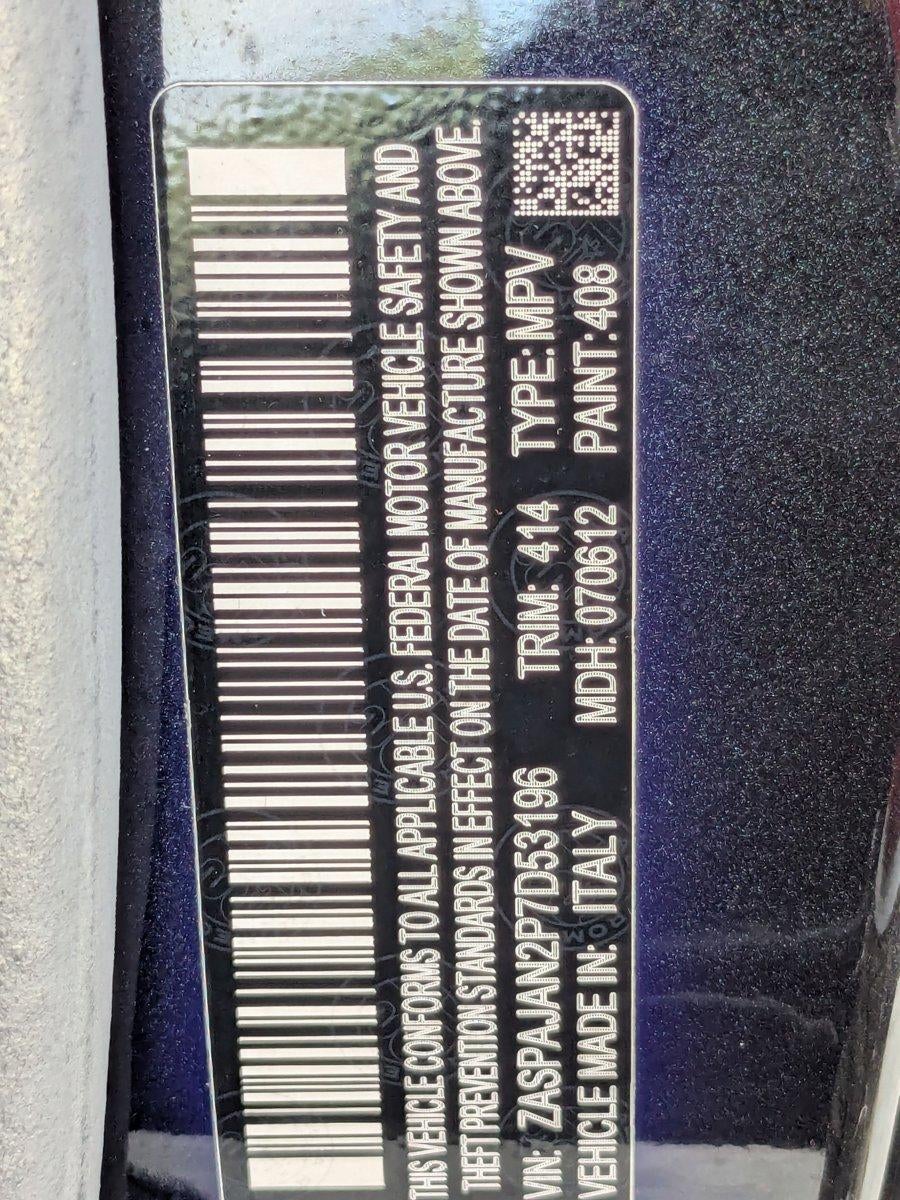 THIS VEHICLE CONFORMS TO ALL APPLICABLE U.S. FEDERAL MOTOR VEHICLE SAFETY AND
THEFT PREVENTION STANDARDS IN EFFECT ON THE DATE OF MANUFACTURE SHOWN ABOVE.
VIN: ZASPAJAN2P7D53196 TRIM: 414 TYPE: MPV
VEHICLE MADE IN: ITALY MDH: 070612 PAINT: 408